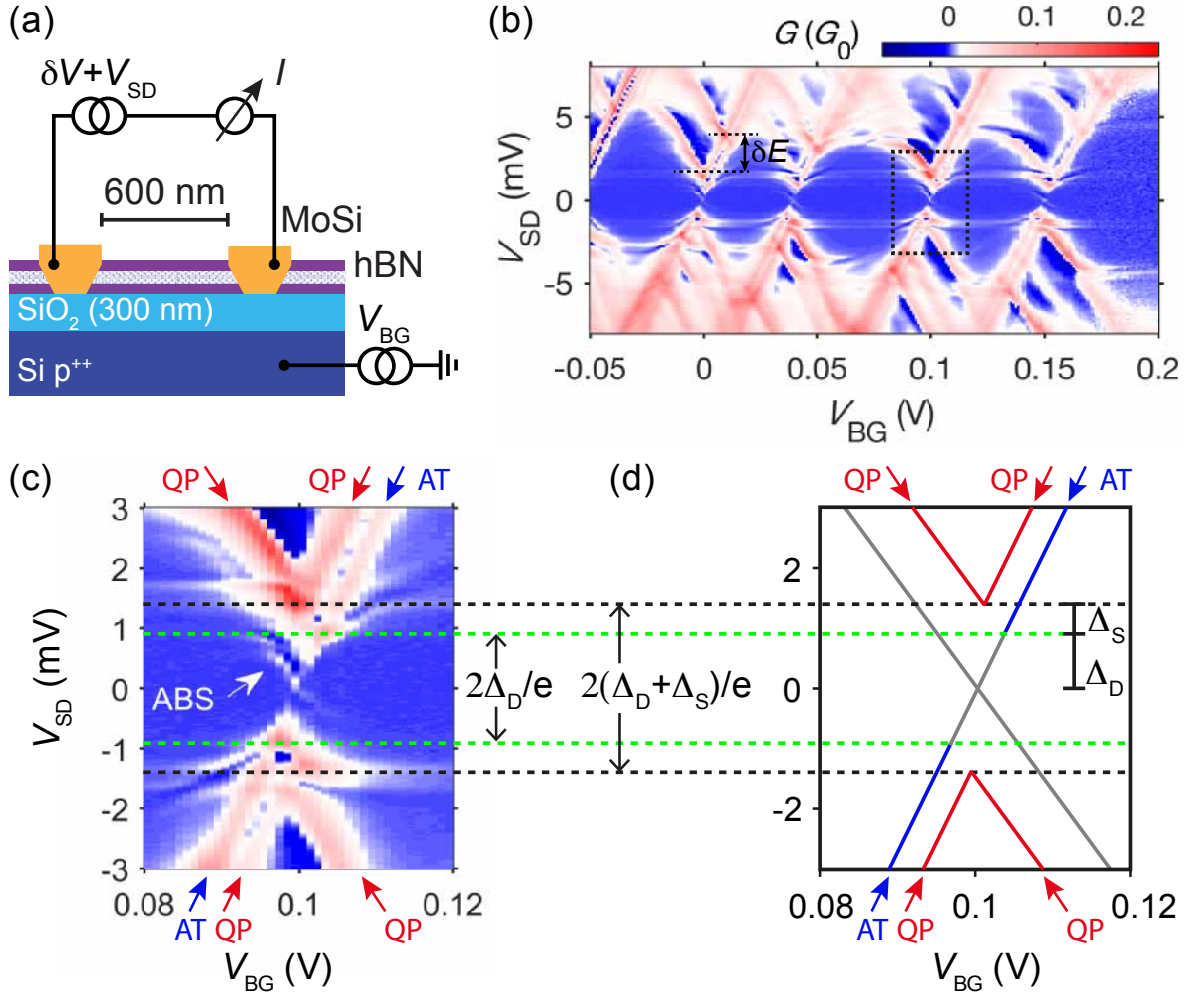 (a)
δV+V_SD
I
600 nm
MoSi
hBN
SiO₂ (300 nm)
V_BG
Si p⁺⁺
(b)
G (G₀)
0
0.1
0.2
V_SD (mV)
5
0
-5
δE
-0.05
0
0.05
0.1
0.15
0.2
V_BG (V)
(c)
QP
QP
AT
V_SD (mV)
3
2
1
0
-1
-2
-3
ABS
2Δ_D/e
2(Δ_D+Δ_S)/e
AT
QP
QP
0.08
0.1
0.12
V_BG (V)
(d)
QP
QP
AT
2
0
-2
Δ_S
Δ_D
AT
QP
QP
0.08
0.1
0.12
V_BG (V)